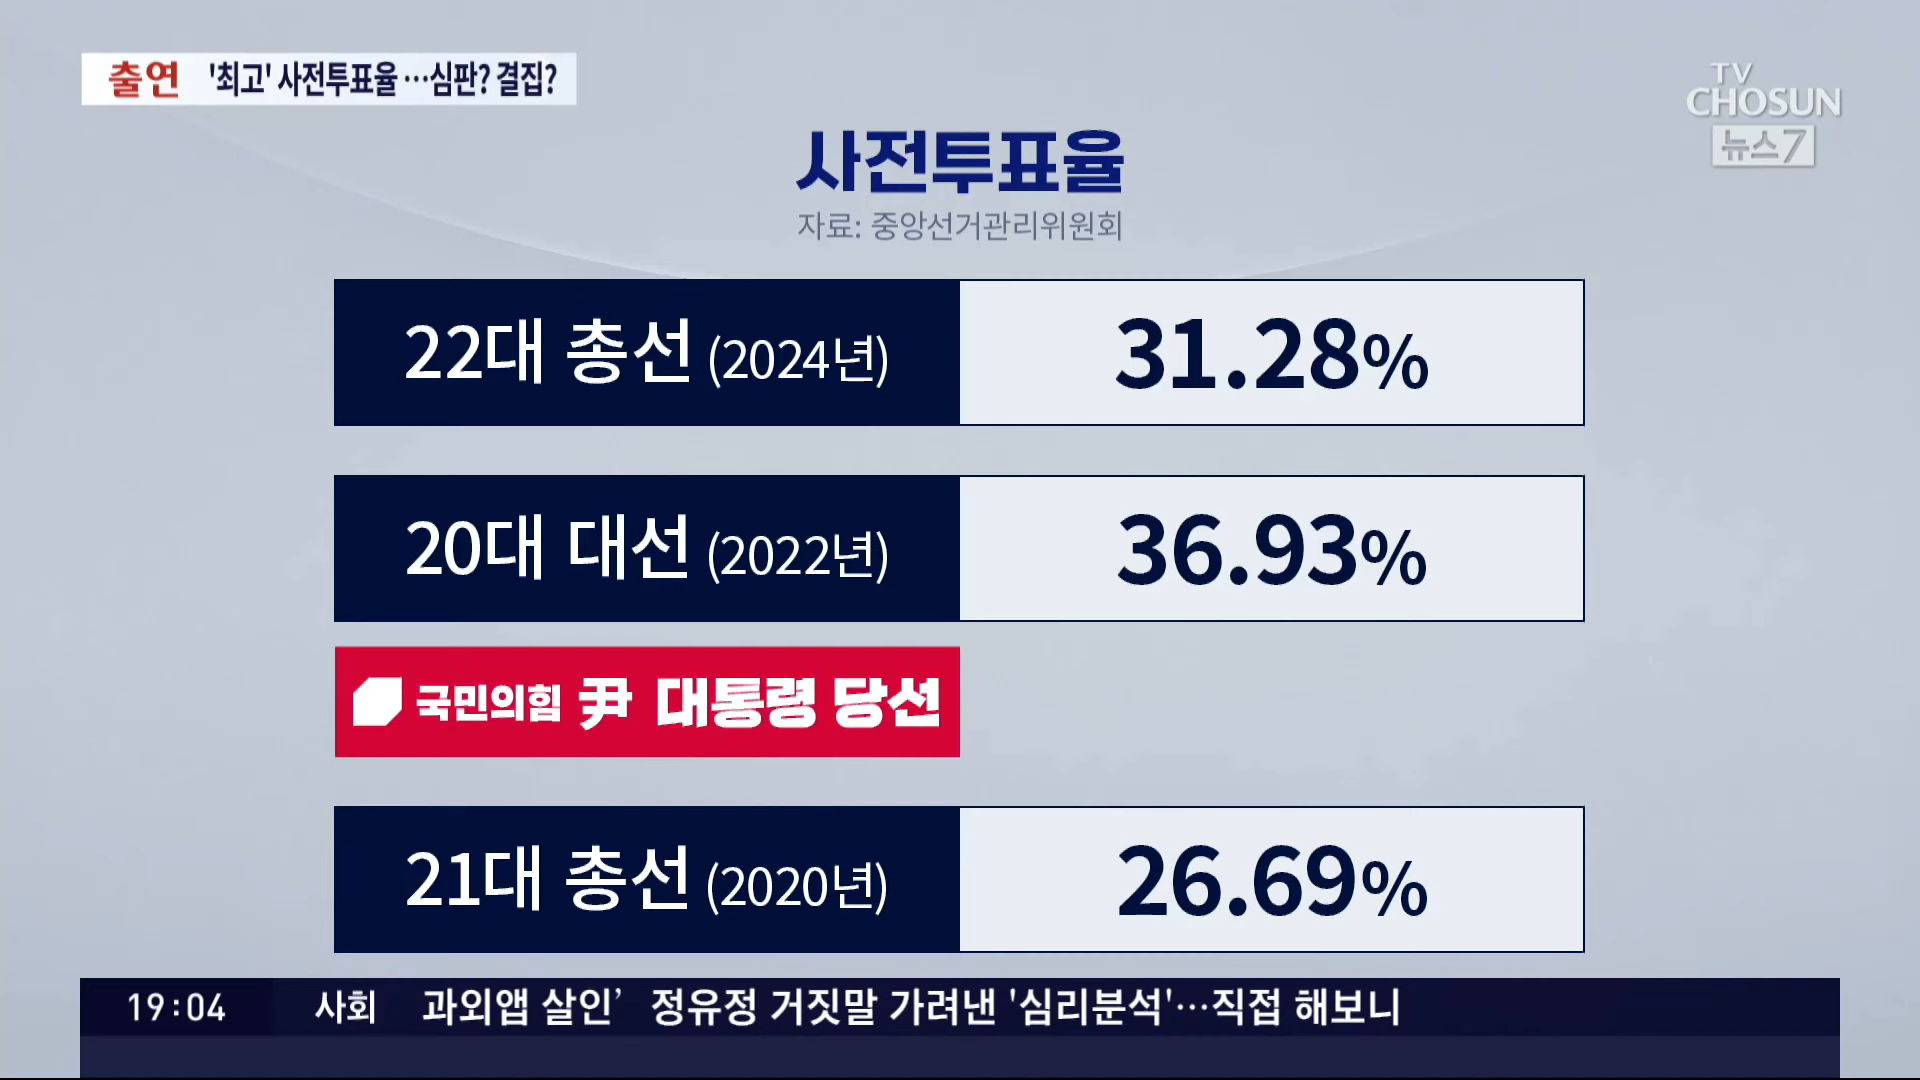 출연 '최고' 사전투표율…심판? 결집?
TV
CHOSUN
뉴스7
사전투표율
자료: 중앙선거관리위원회
22대 총선 (2024년) 31.28%
20대 대선 (2022년) 36.93%
국민의힘 尹 대통령 당선
21대 총선 (2020년) 26.69%
19:04 사회 과외앱 살인’ 정유정 거짓말 가려낸 '심리분석'…직접 해보니